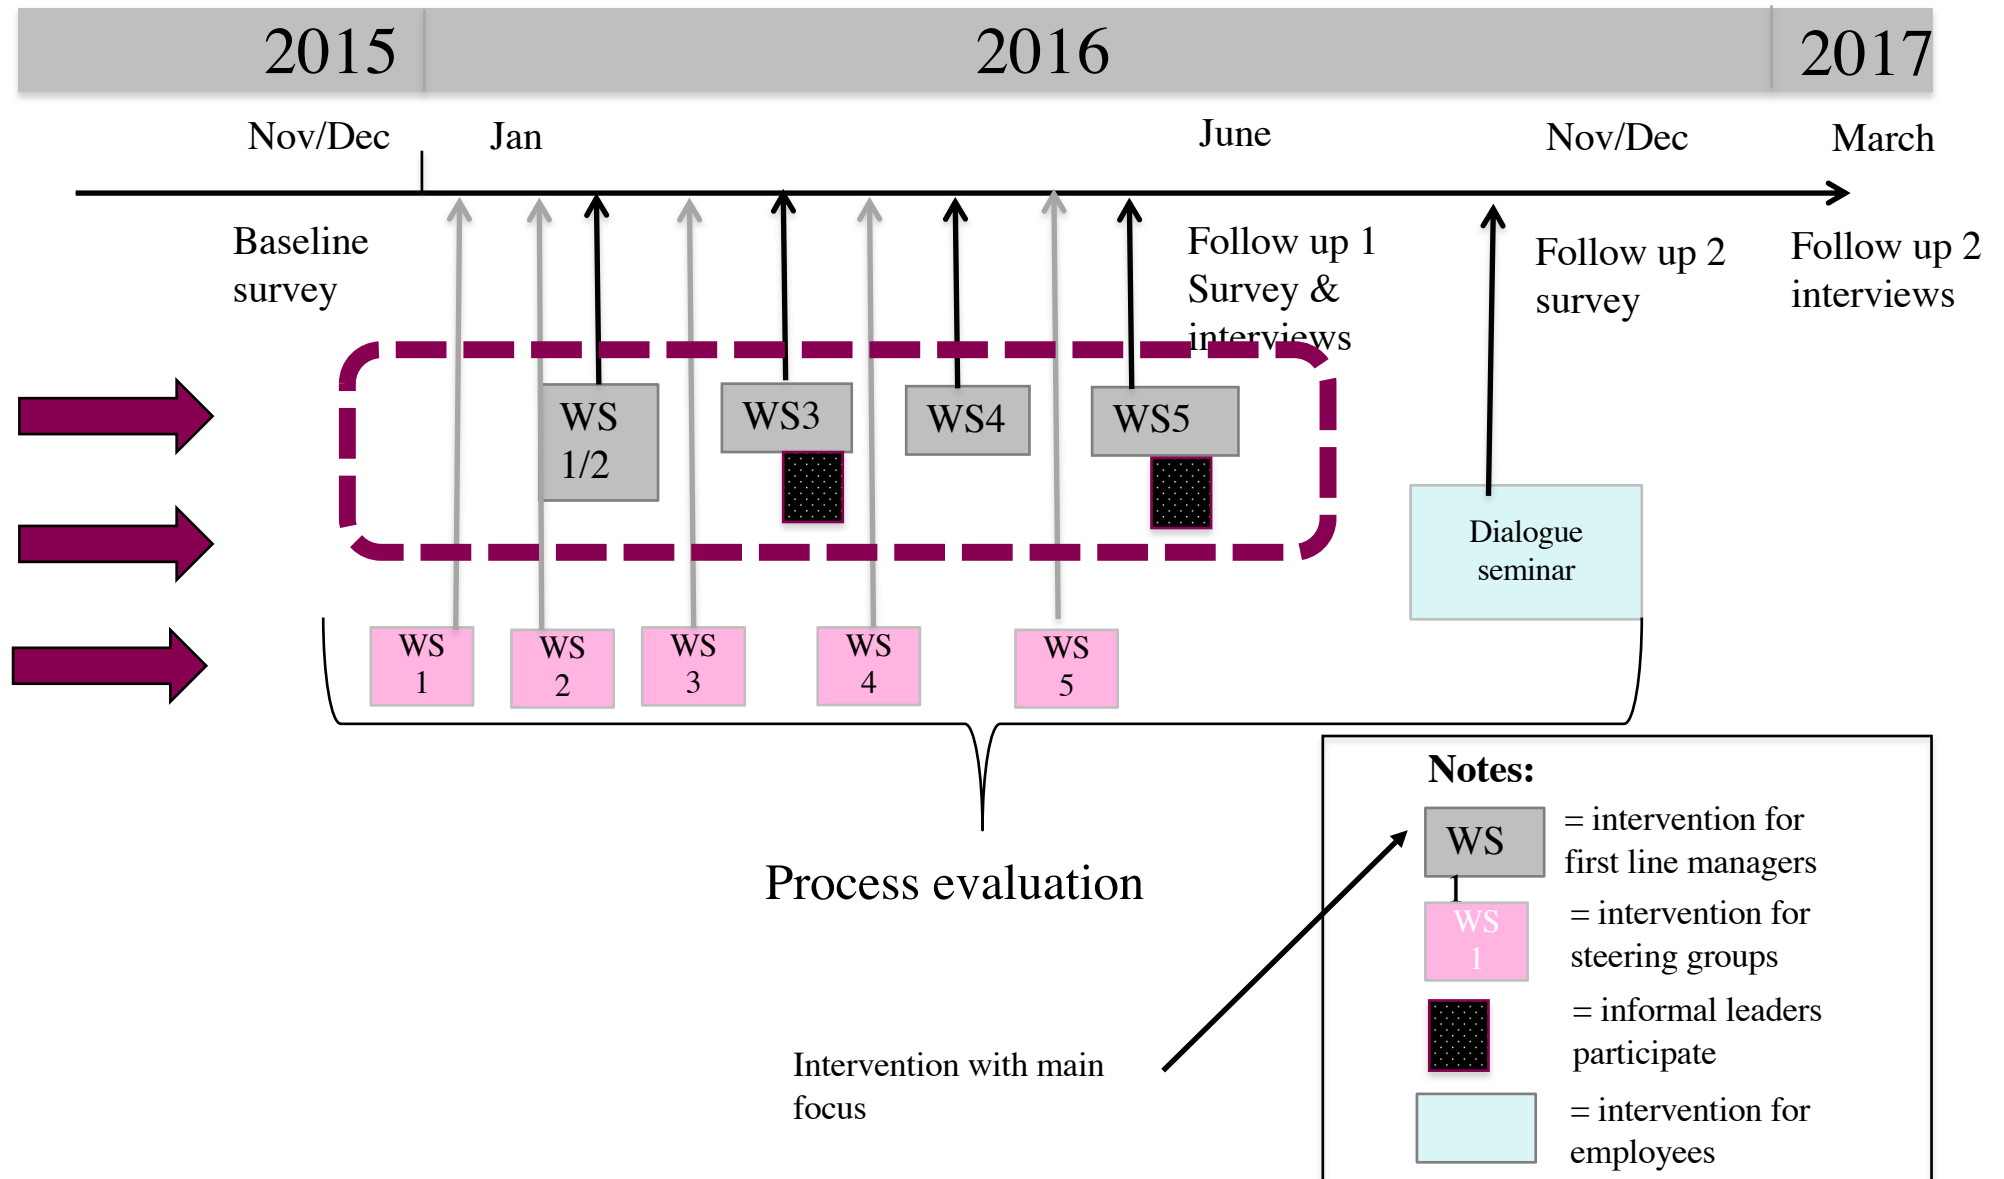 2015
2016
2017
Nov/Dec
Jan
June
Nov/Dec
March
Baseline
survey
Follow up 1
Survey &
interviews
Follow up 2
survey
Follow up 2
interviews
WS
1/2
WS3
WS4
WS5
Dialogue
seminar
WS
1
WS
2
WS
3
WS
4
WS
5
Process evaluation
Intervention with main
focus
Notes:
WS
1
= intervention for
first line managers
WS
1
= intervention for
steering groups
= informal leaders
participate
= intervention for
employees